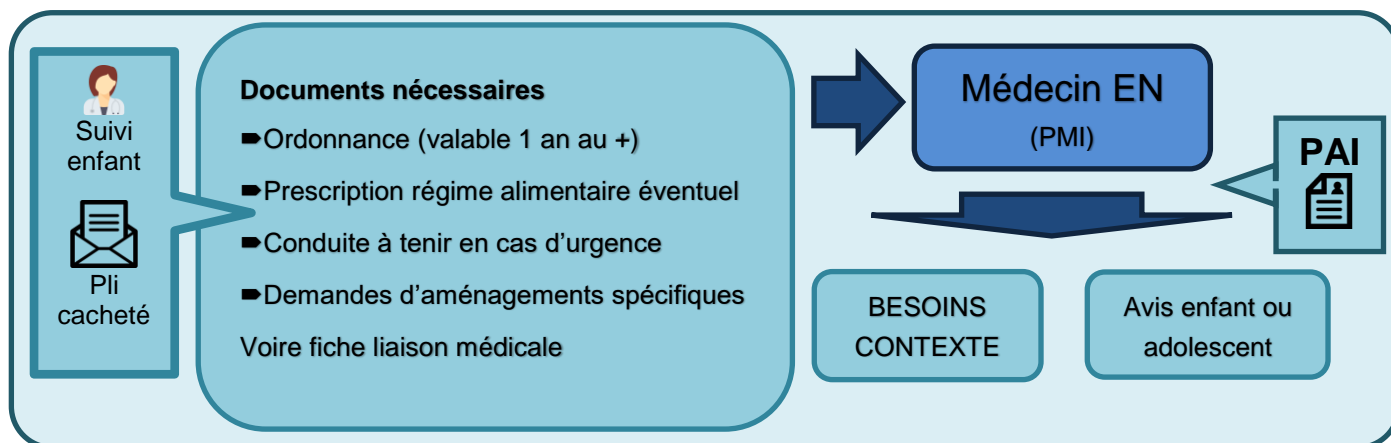 Suivi
enfant
Pli
cacheté
Documents nécessaires
➨Ordonnance (valable 1 an au +)
➨Prescription régime alimentaire éventuel
➨Conduite à tenir en cas d’urgence
➨Demandes d’aménagements spécifiques
Voire fiche liaison médicale
Médecin EN
(PMI)
PAI
BESOINS
CONTEXTE
Avis enfant ou
adolescent